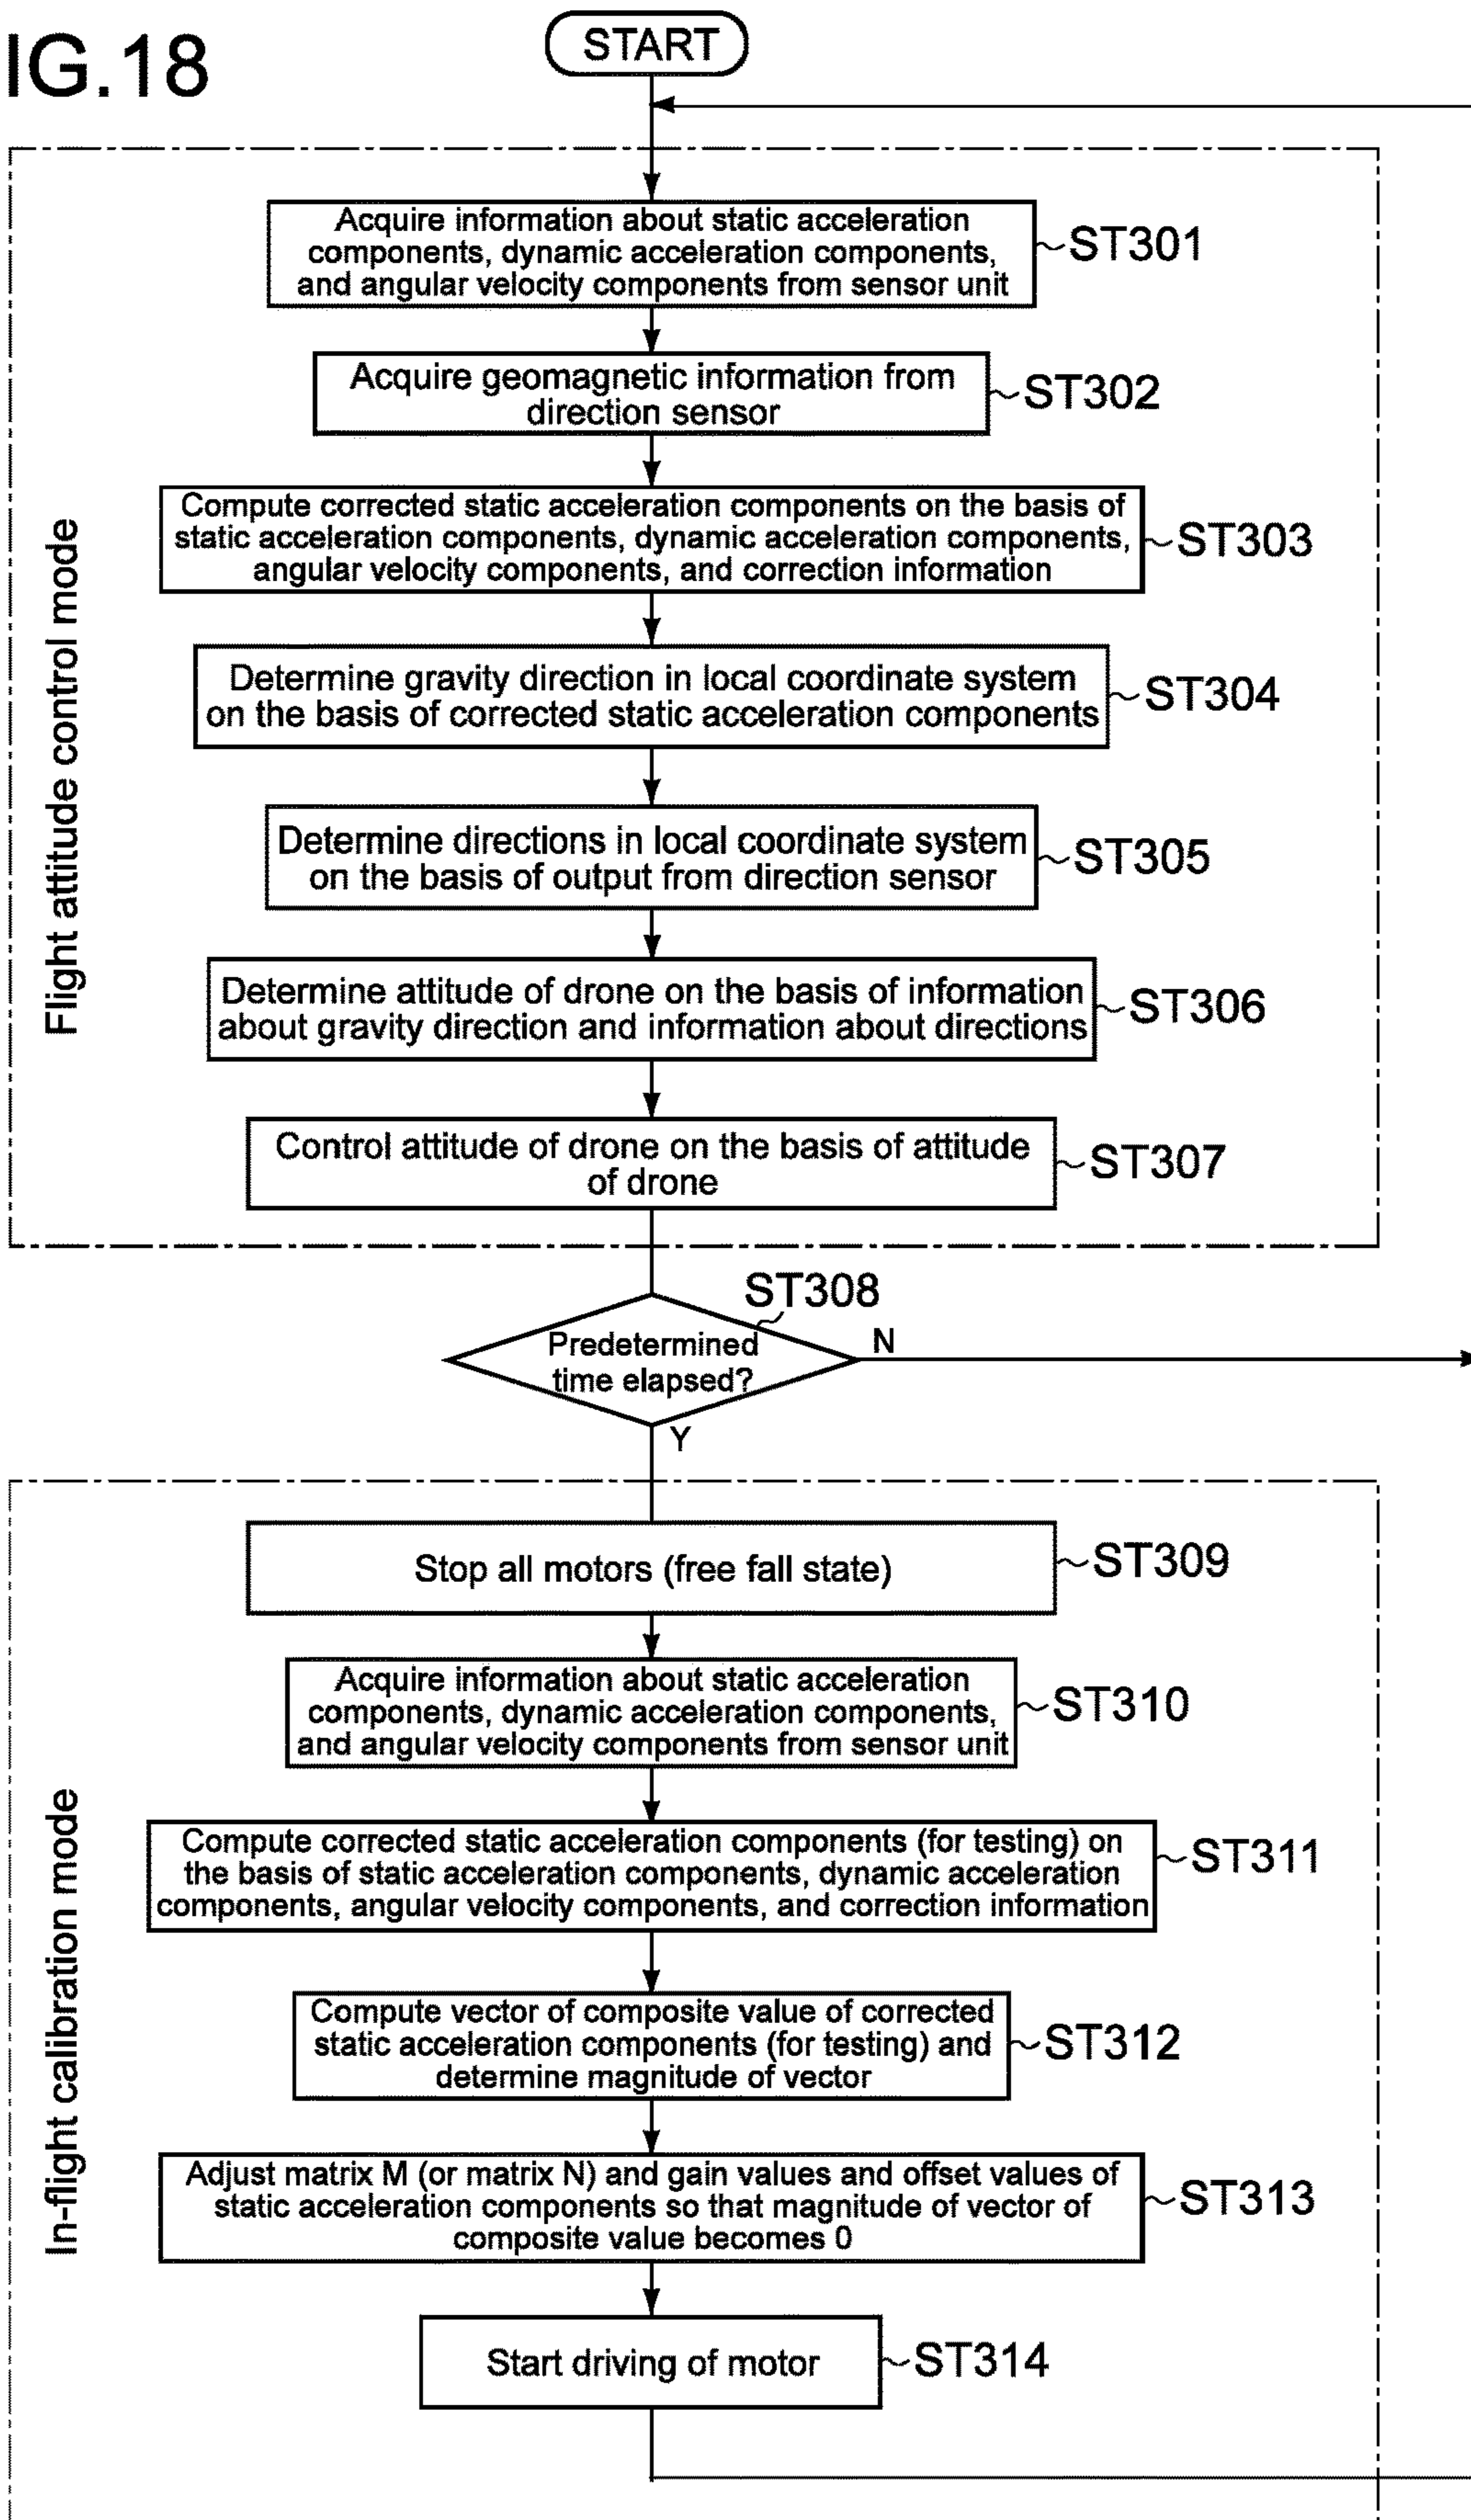 IG.18
START
Flight attitude control mode
Acquire information about static acceleration
components, dynamic acceleration components,
and angular velocity components from sensor unit
ST301
Acquire geomagnetic information from
direction sensor
ST302
Compute corrected static acceleration components on the basis of
static acceleration components, dynamic acceleration components,
angular velocity components, and correction information
ST303
Determine gravity direction in local coordinate system
on the basis of corrected static acceleration components
ST304
Determine directions in local coordinate system
on the basis of output from direction sensor
ST305
Determine attitude of drone on the basis of information
about gravity direction and information about directions
ST306
Control attitude of drone on the basis of attitude
of drone
ST307
ST308
Predetermined
time elapsed?
N
Y
In-flight calibration mode
Stop all motors (free fall state)
ST309
Acquire information about static acceleration
components, dynamic acceleration components,
and angular velocity components from sensor unit
ST310
Compute corrected static acceleration components (for testing) on
the basis of static acceleration components, dynamic acceleration
components, angular velocity components, and correction information
ST311
Compute vector of composite value of corrected
static acceleration components (for testing) and
determine magnitude of vector
ST312
Adjust matrix M (or matrix N) and gain values and offset values of
static acceleration components so that magnitude of vector of
composite value becomes 0
ST313
Start driving of motor
ST314